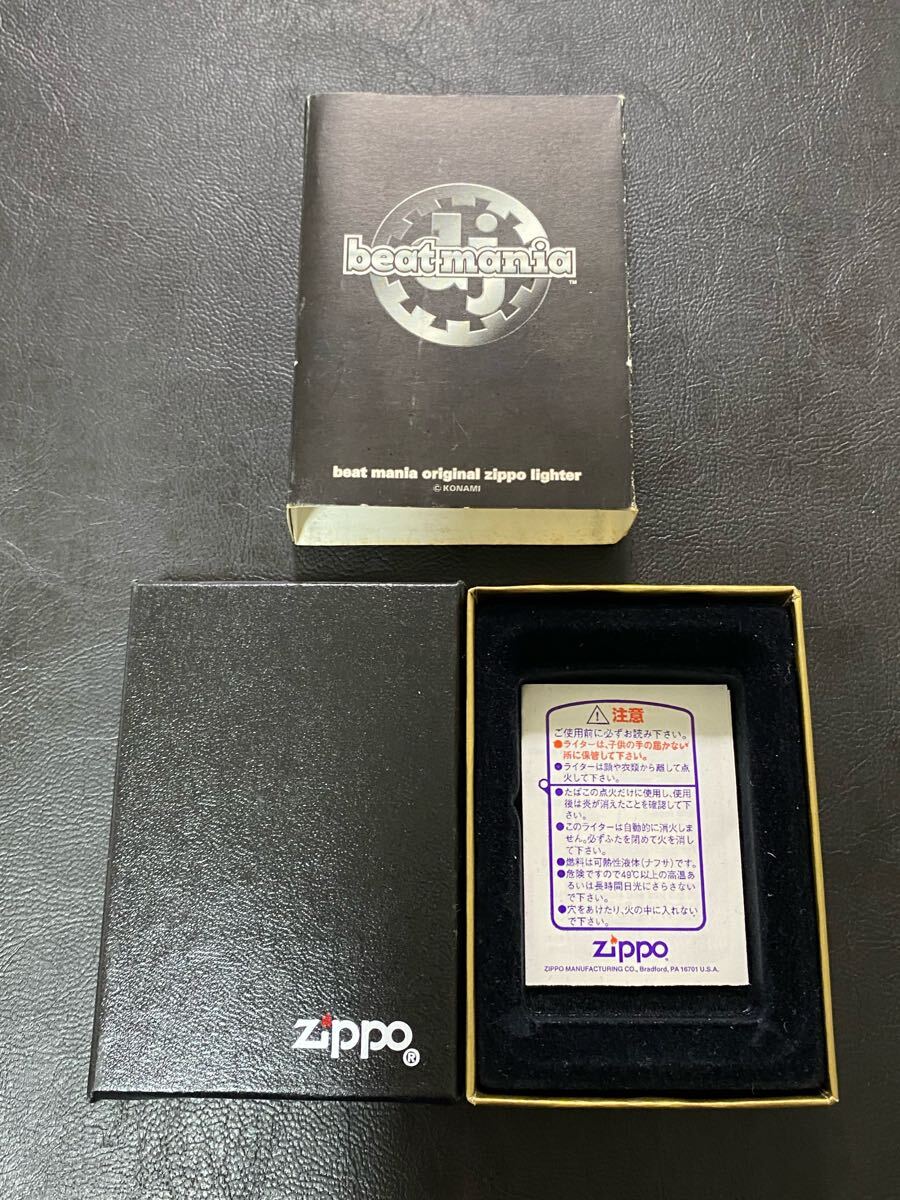 dj
beatmania™
beat mania original zippo lighter
© KONAMI
zippo®
⚠ 注意
ご使用前に必ずお読み下さい。
●ライターは、子供の手の届かない
所に保管して下さい。
●ライターは顔や衣類から離して点
火して下さい。
●たばこの点火だけに使用し、使用
後は炎が消えたことを確認して下
さい。
●このライターは自動的に消火しま
せん。必ずふたを閉めて火を消し
て下さい。
●燃料は可熱性液体(ナフサ)です。
●危険ですので49℃以上の高温あ
るいは長時間日光にさらさない
で下さい。
●穴をあけたり、火の中に入れない
で下さい。
zippo
ZIPPO MANUFACTURING CO., Bradford, PA 16701 U.S.A.